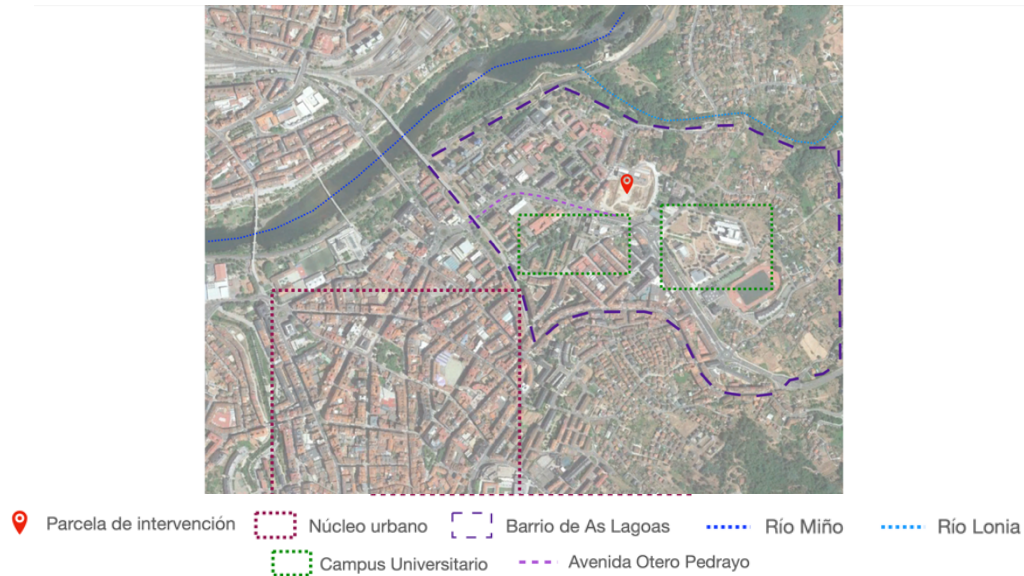 Parcela de intervención
Núcleo urbano
Barrio de As Lagoas
Río Miño
Río Lonia
Campus Universitario
Avenida Otero Pedrayo